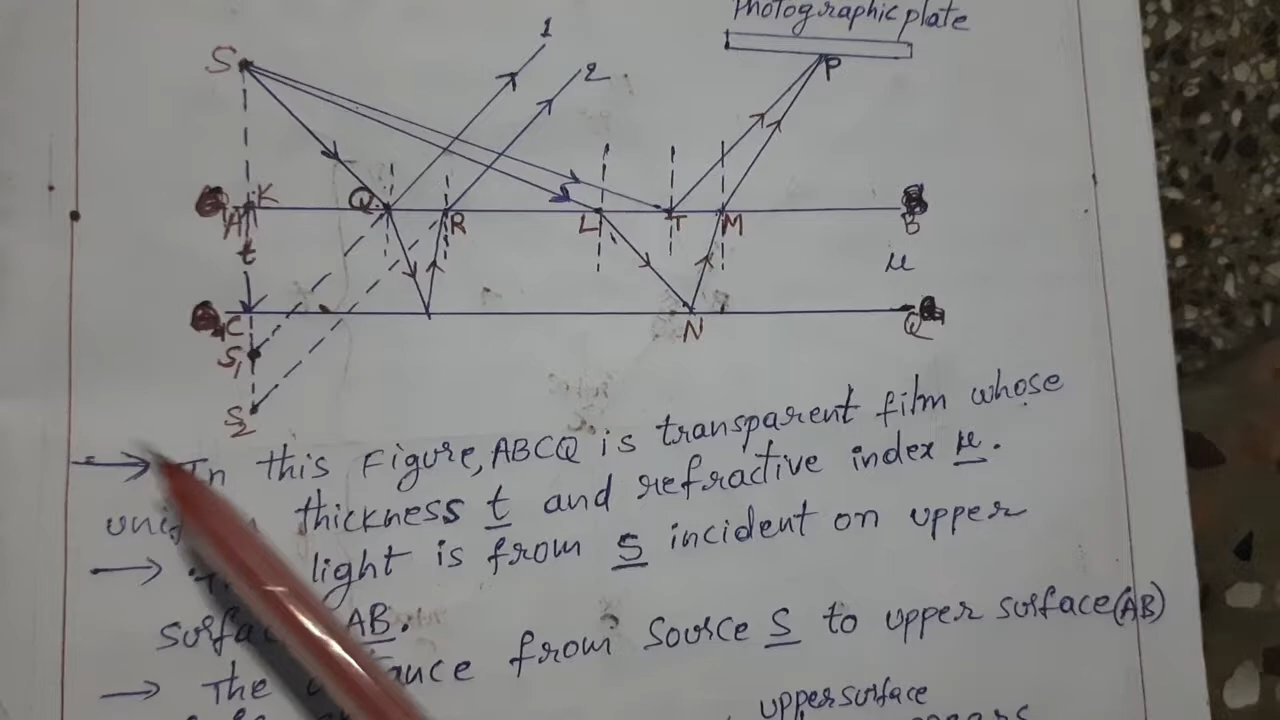 Photographic plate
1
2
S
P
K
Q
A
R
L
T
M
B
t
μ
C
N
Q
S1
S2
→ In this Figure, ABCQ is transparent film whose
thickness t and refractive index μ.
→ light is from S incident on upper
AB.
→ The from Source S to upper surface (AB)
upper surface